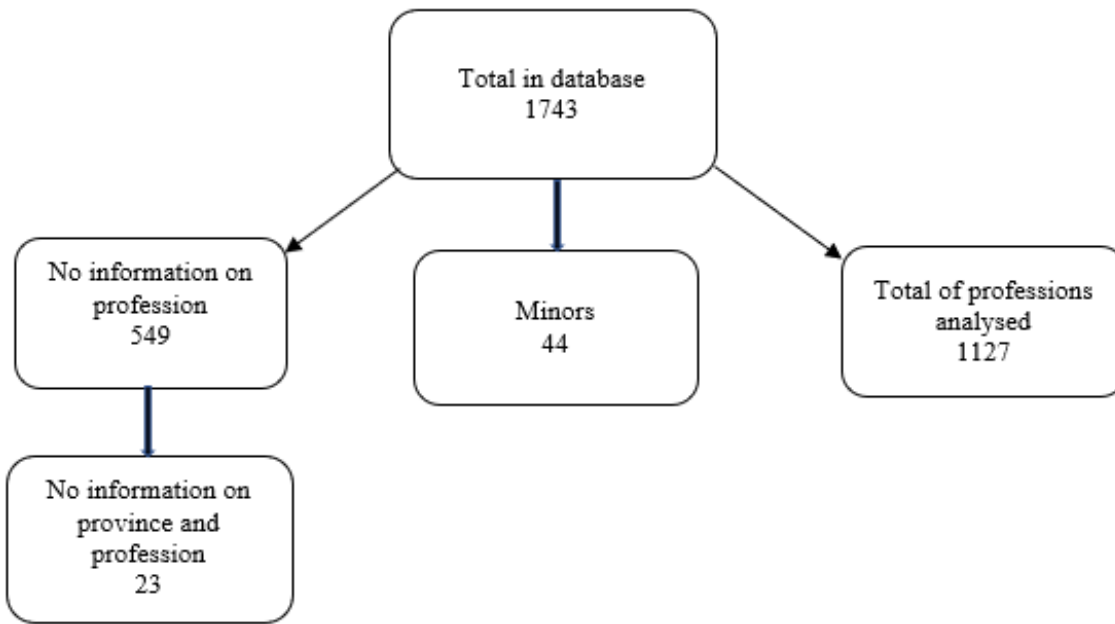 Total in database
1743
No information on
profession
549
Minors
44
Total of professions
analysed
1127
No information on
province and
profession
23